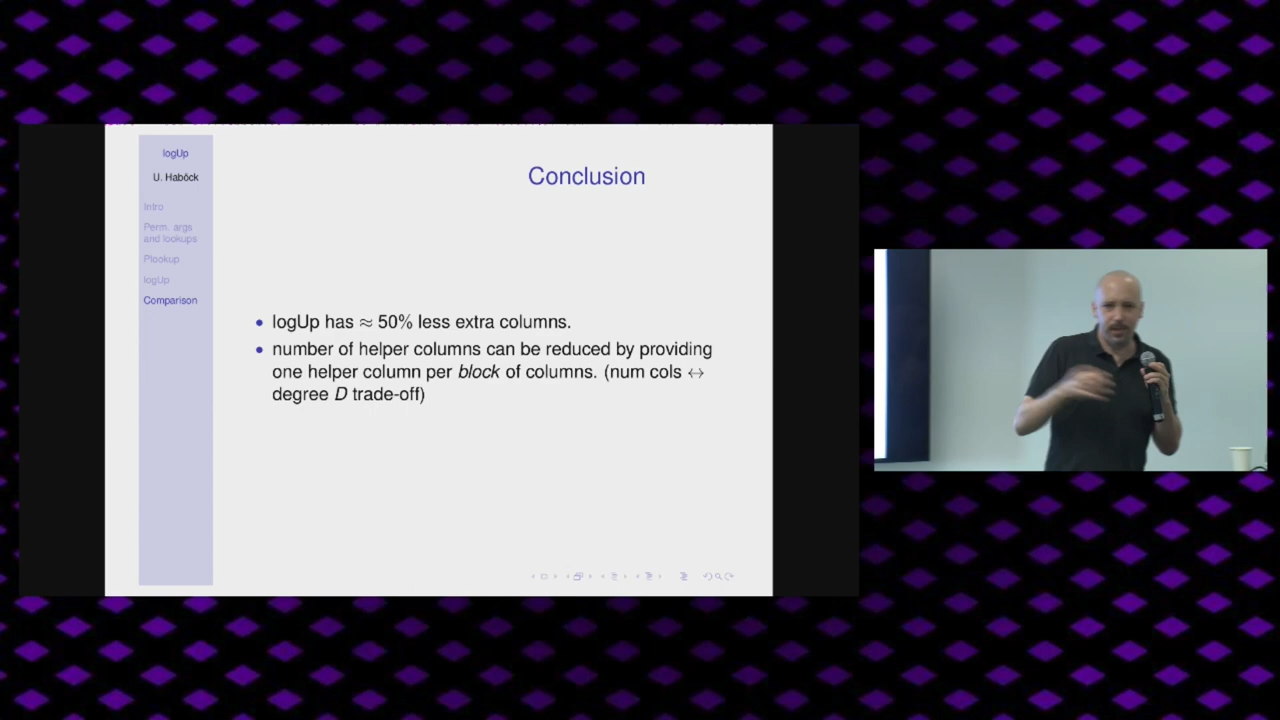 logUp
U. Haböck
Intro
Perm. args
and lookups
Plookup
logUp
Comparison
Conclusion
• logUp has ≈ 50% less extra columns.
• number of helper columns can be reduced by providing
one helper column per block of columns. (num cols ↔
degree D trade-off)